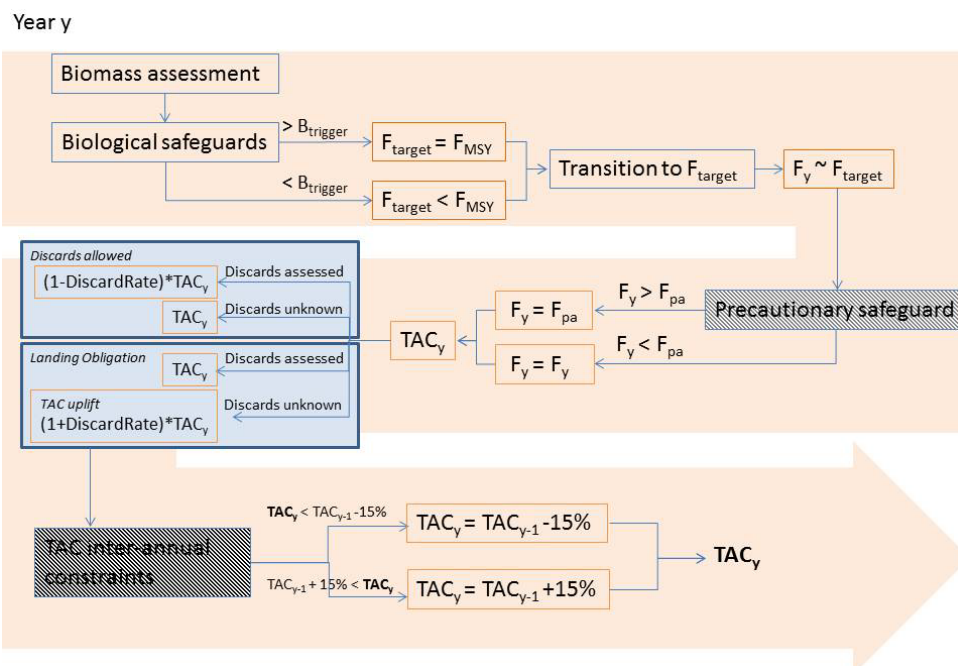 Year y
Biomass assessment
Biological safeguards
> Btrigger
Ftarget = FMSY
< Btrigger
Ftarget < FMSY
Transition to Ftarget
Fy ~ Ftarget
Precautionary safeguard
Fy > Fpa
Fy = Fpa
Fy < Fpa
Fy = Fy
TACy
Discards allowed
(1-DiscardRate)*TACy
Discards assessed
TACy
Discards unknown
Landing Obligation
TACy
Discards assessed
TAC uplift
(1+DiscardRate)*TACy
Discards unknown
TAC inter-annual
constraints
TACy < TACy-1 -15%
TACy = TACy-1 -15%
TACy-1 + 15% < TACy
TACy = TACy-1 +15%
TACy